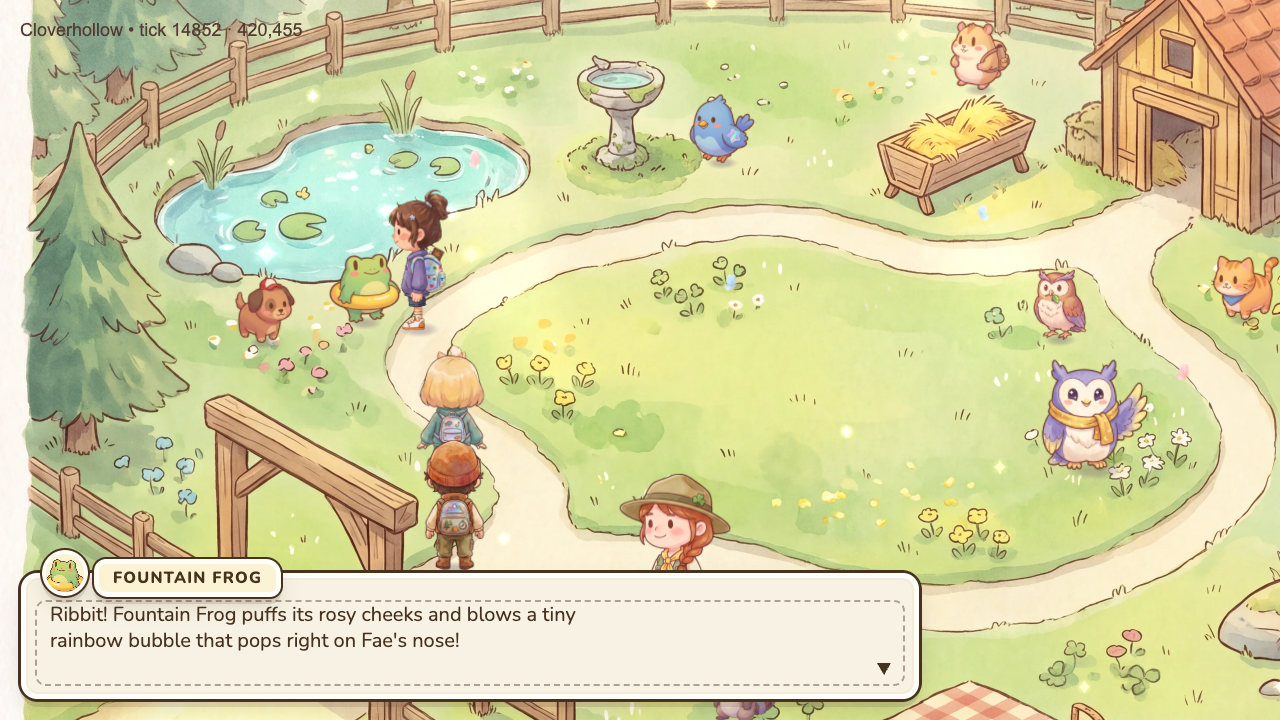 Cloverhollow • tick 14852 · 420,455
FOUNTAIN FROG
Ribbit! Fountain Frog puffs its rosy cheeks and blows a tiny
rainbow bubble that pops right on Fae's nose!